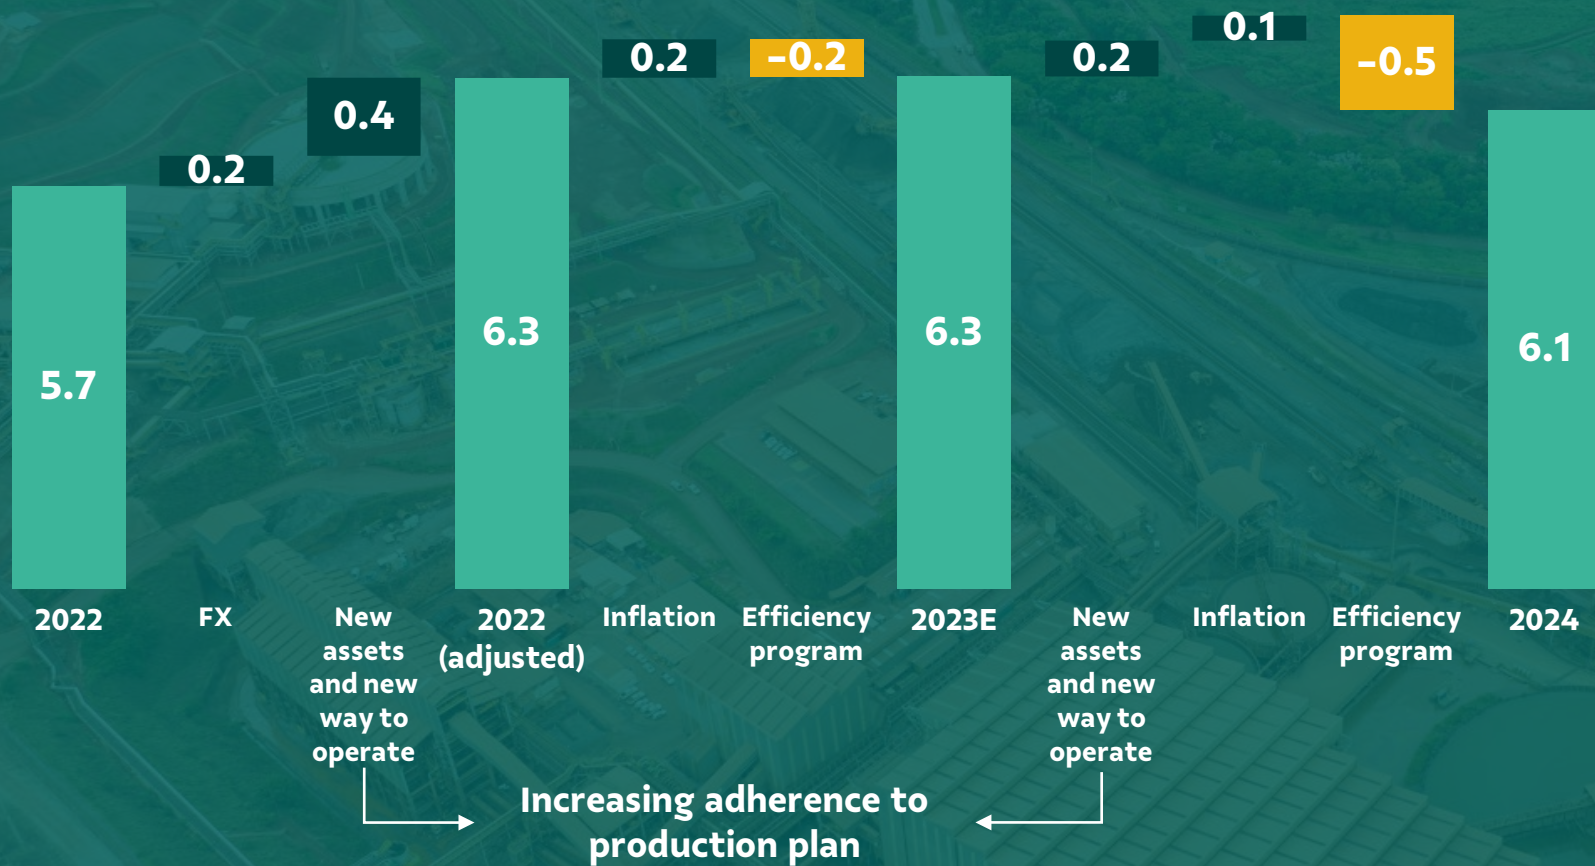 5.7
0.2
0.4
6.3
0.2
–0.2
6.3
0.2
0.1
–0.5
6.1
2022
FX
New
assets
and new
way to
operate
2022
(adjusted)
Inflation
Efficiency
program
2023E
New
assets
and new
way to
operate
Inflation
Efficiency
program
2024
Increasing adherence to
production plan